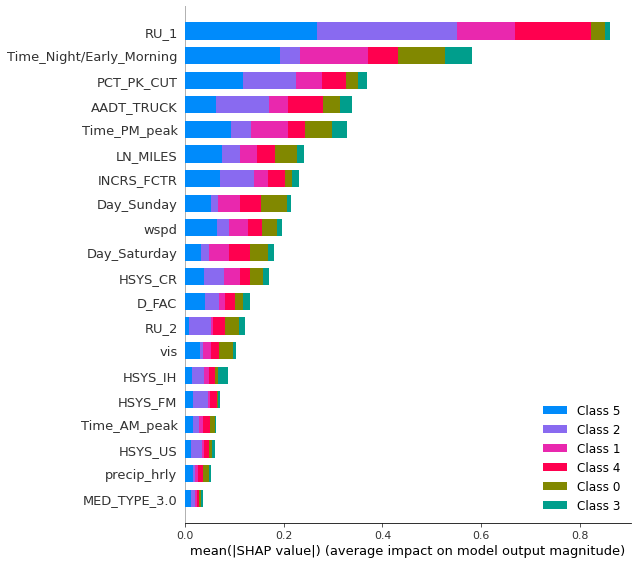 RU_1
Time_Night/Early_Morning
PCT_PK_CUT
AADT_TRUCK
Time_PM_peak
LN_MILES
INCRS_FCTR
Day_Sunday
wspd
Day_Saturday
HSYS_CR
D_FAC
RU_2
vis
HSYS_IH
HSYS_FM
Time_AM_peak
HSYS_US
precip_hrly
MED_TYPE_3.0
Class 5
Class 2
Class 1
Class 4
Class 0
Class 3
0.0 0.2 0.4 0.6 0.8
mean(|SHAP value|) (average impact on model output magnitude)